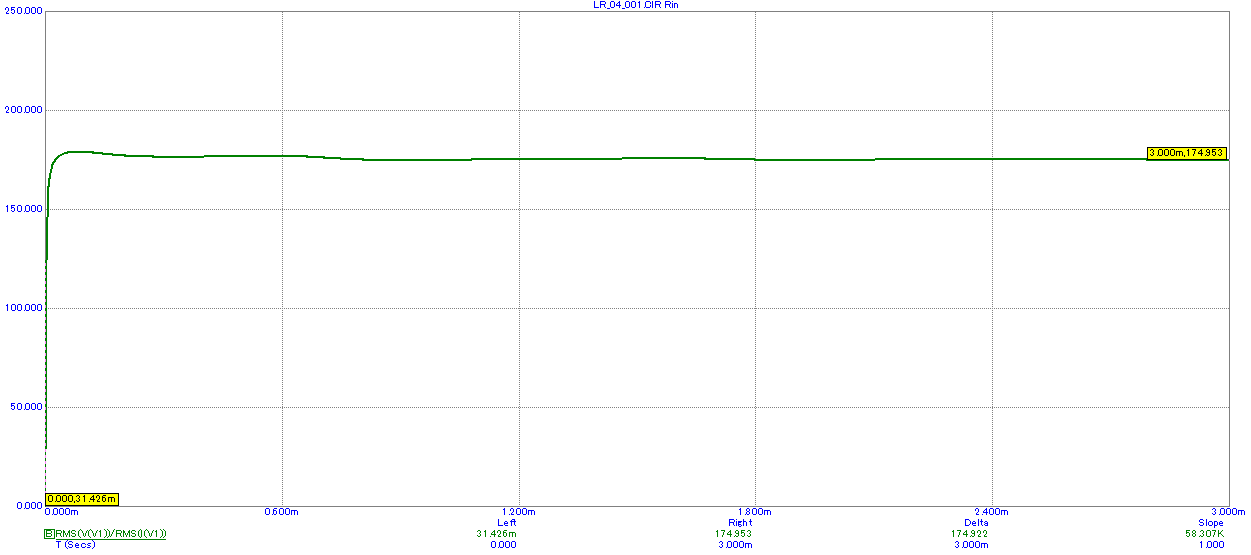 LR_04_001.CIR Rin
250.000
200.000
150.000
100.000
50.000
0.000
3.000m,174.953
0.000,31.426m
0.000m 0.600m 1.200m 1.800m 2.400m 3.000m
Left Right Delta Slope
B RMS(V(V1))/RMS(I(V1)) 31.426m 174.953 174.922 58.307K
T (Secs) 0.000 3.000m 3.000m 1.000